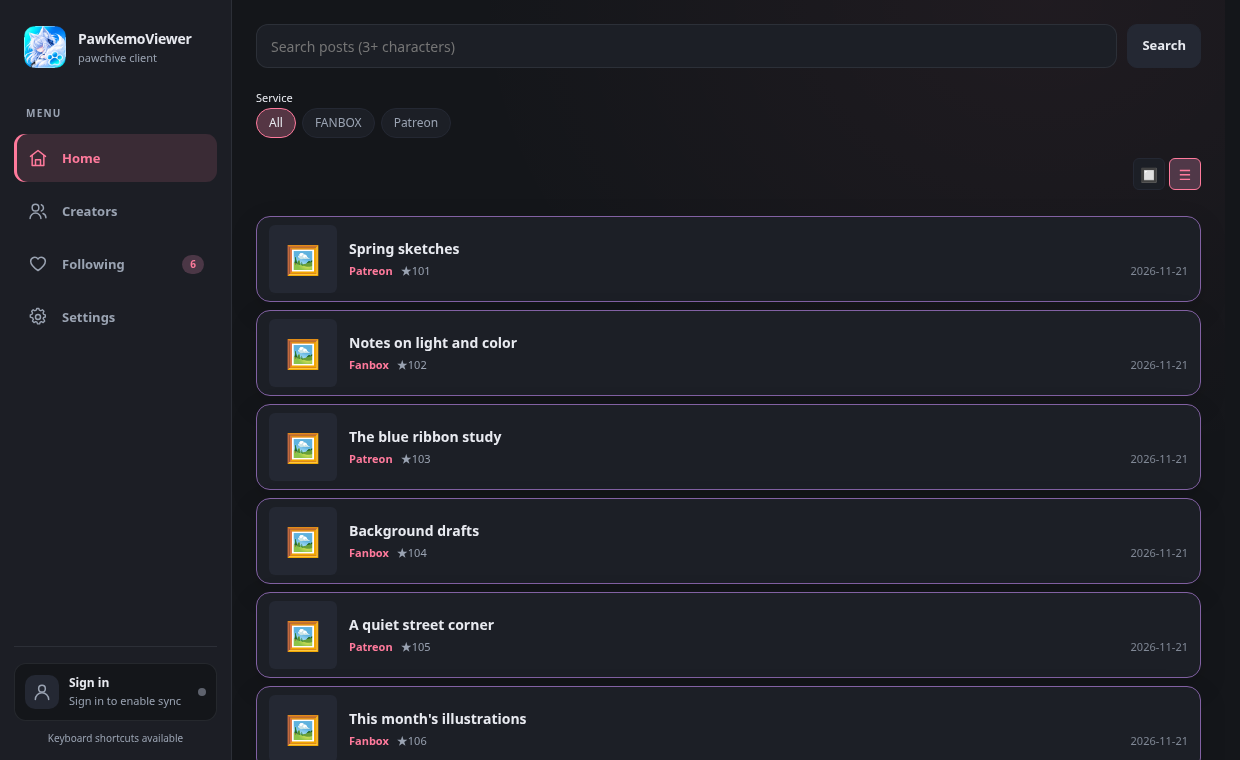 PawKemoViewer
pawchive client
MENU
Home
Creators
Following 6
Settings
Sign in
Sign in to enable sync
Keyboard shortcuts available
Search posts (3+ characters)
Search
Service
All FANBOX Patreon
Spring sketches
Patreon ★101 2026-11-21
Notes on light and color
Fanbox ★102 2026-11-21
The blue ribbon study
Patreon ★103 2026-11-21
Background drafts
Fanbox ★104 2026-11-21
A quiet street corner
Patreon ★105 2026-11-21
This month's illustrations
Fanbox ★106 2026-11-21